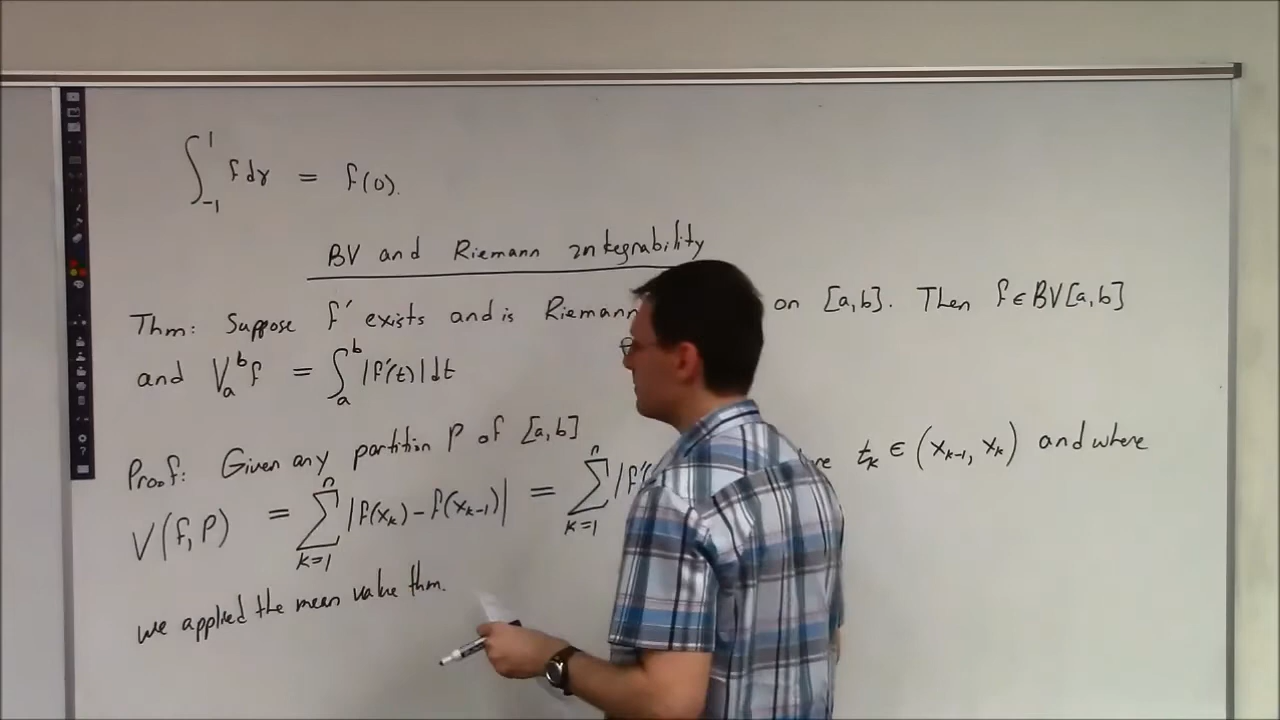 ∫_{-1}^{1} f dγ = f(0).
BV and Riemann integrability
Thm: Suppose f' exists and is Riemann on [a,b]. Then f ∈ BV[a,b]
and V_a^b f = ∫_a^b |f'(t)| dt
Proof: Given any partition P of [a,b]
V(f,P) = ∑_{k=1}^{n} |f(x_k) - f(x_{k-1})| = ∑_{k=1}^{n} |f' t_k ∈ (x_{k-1}, x_k) and where
we applied the mean value thm.